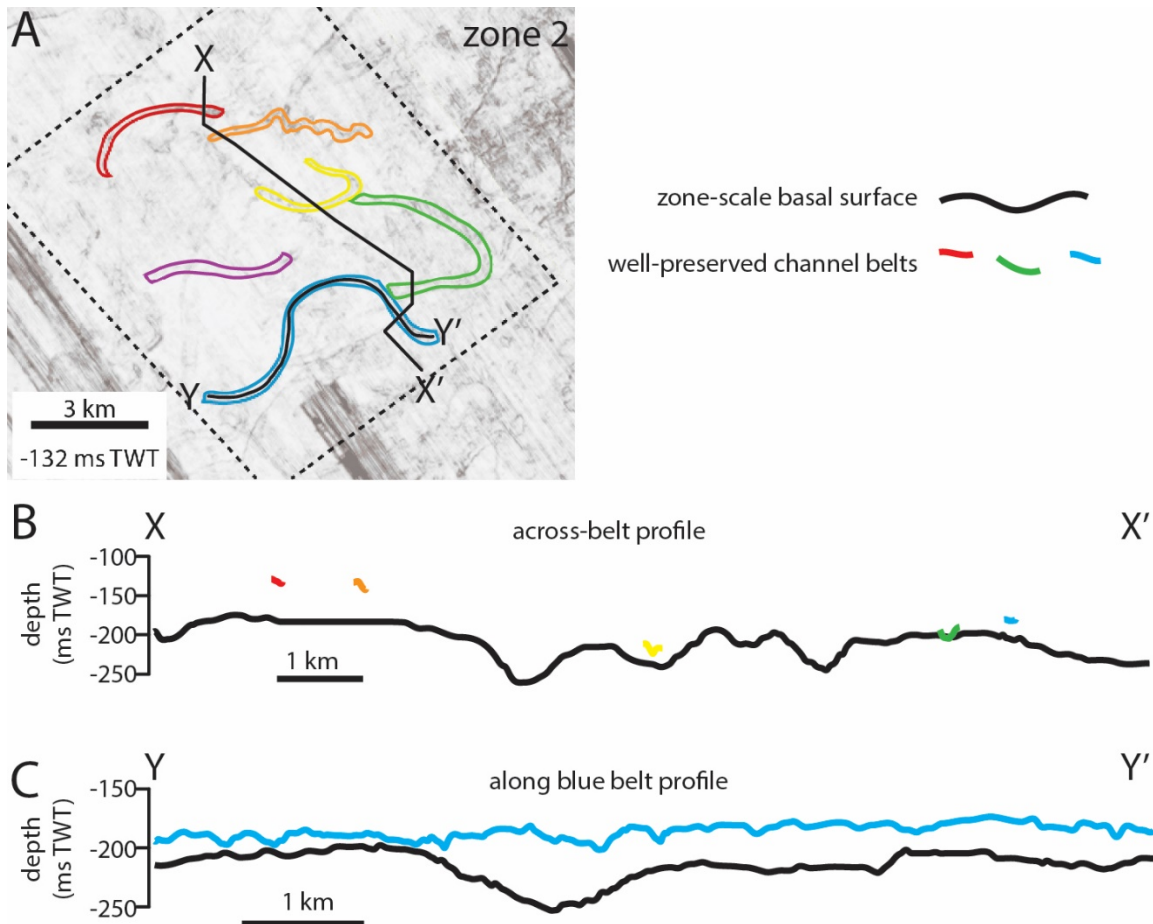 A
zone 2
X
Y'
Y
X'
3 km
-132 ms TWT
zone-scale basal surface
well-preserved channel belts
B
X
across-belt profile
X'
depth
(ms TWT)
-100
-150
-200
-250
1 km
C
Y
along blue belt profile
Y'
depth
(ms TWT)
-150
-200
-250
1 km